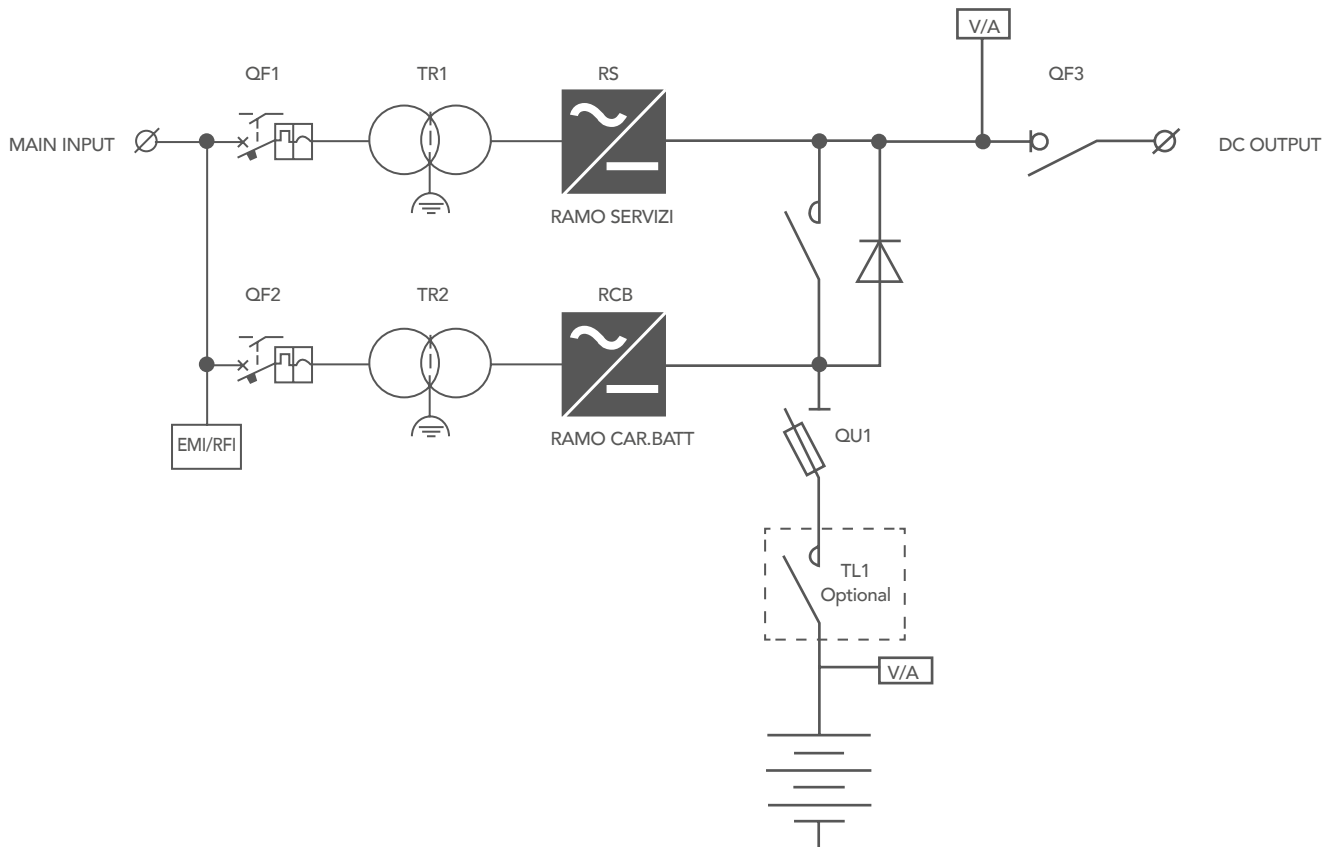 V/A
QF1
TR1
RS
QF3
MAIN INPUT
DC OUTPUT
RAMO SERVIZI
QF2
TR2
RCB
EMI/RFI
RAMO CAR.BATT
QU1
TL1
Optional
V/A